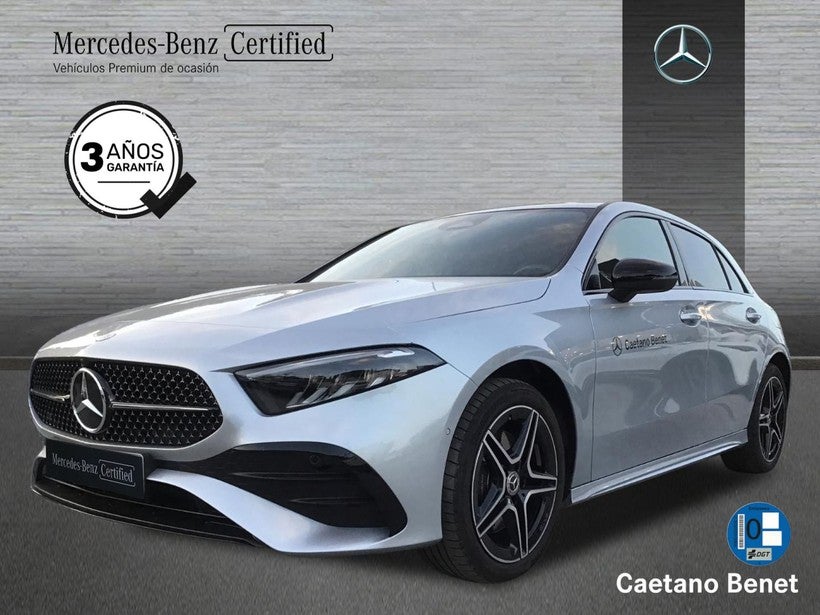 Mercedes-Benz Certified
Vehículos Premium de ocasión
3 AÑOS
GARANTÍA
Caetano Benet
Mercedes-Benz Certified
0
DGT
Caetano Benet